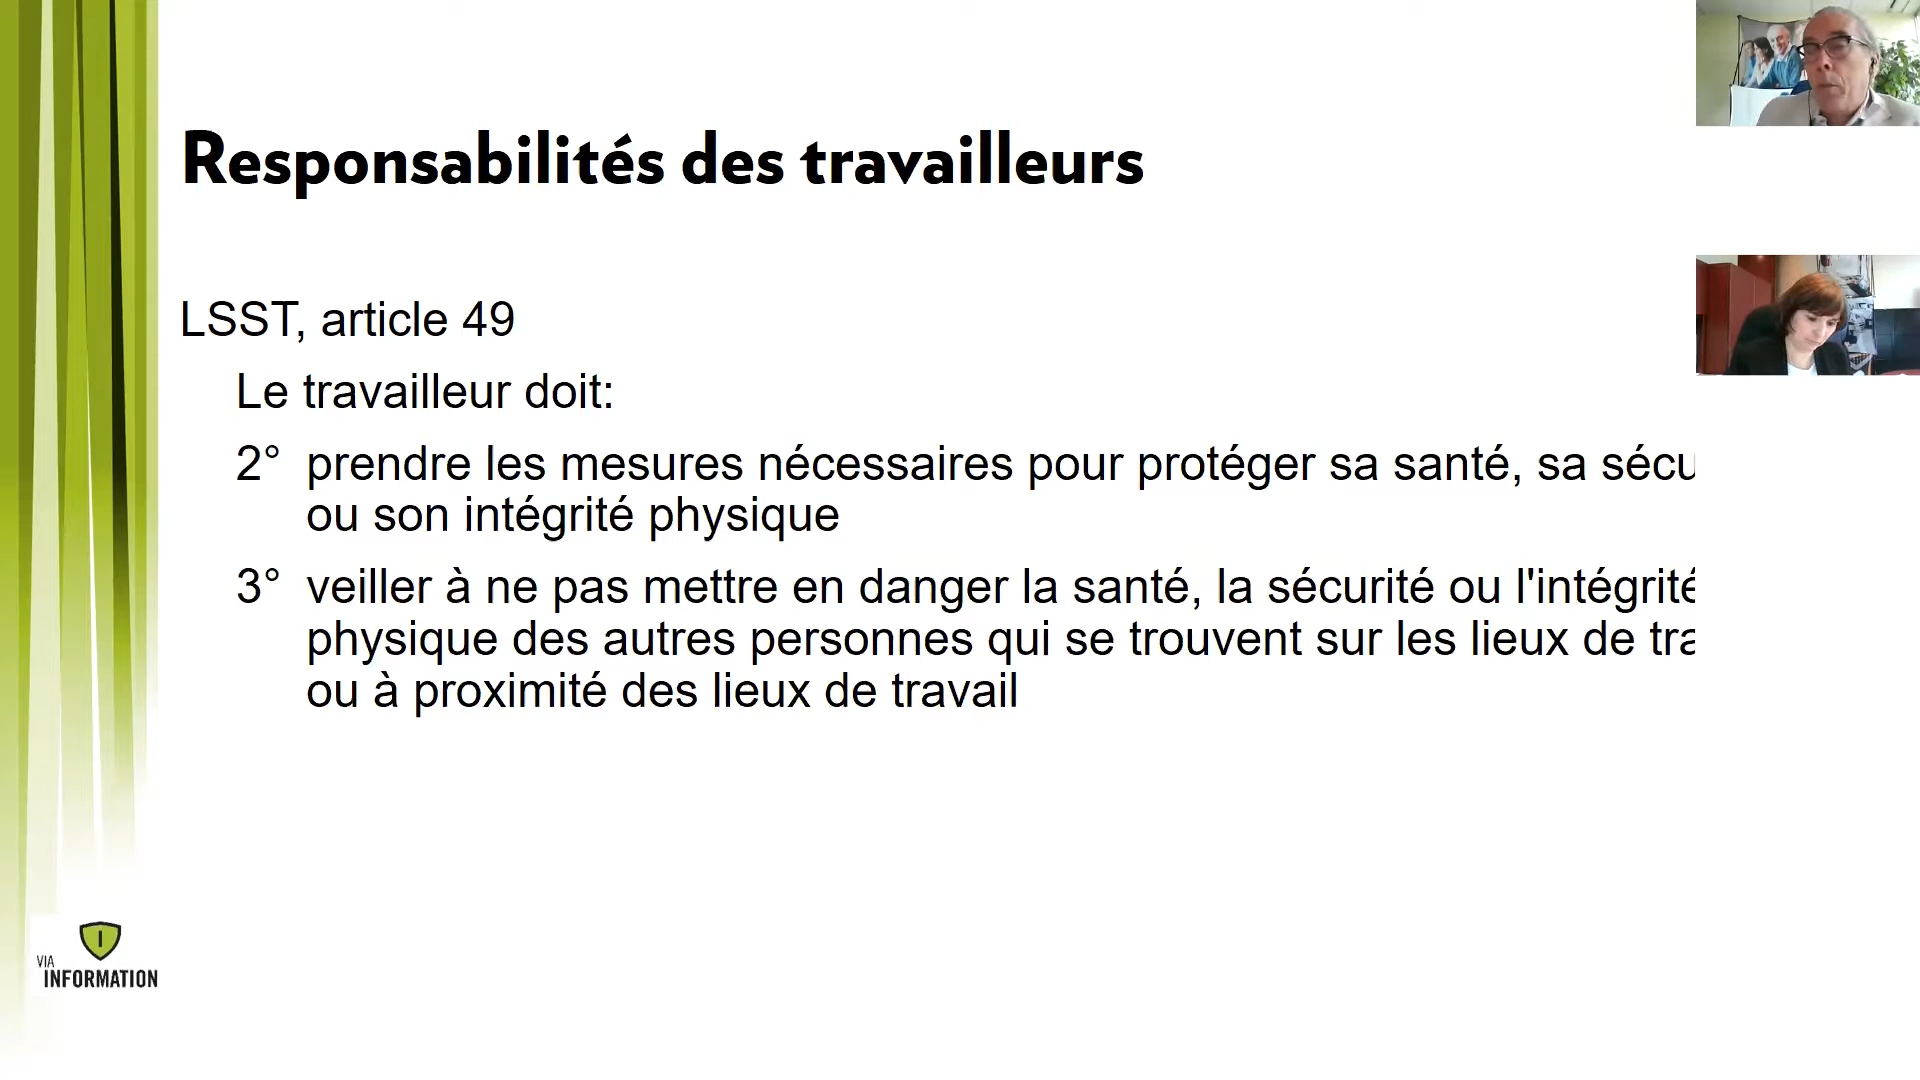 Responsabilités des travailleurs
LSST, article 49
Le travailleur doit:
2° prendre les mesures nécessaires pour protéger sa santé, sa sécu
ou son intégrité physique
3° veiller à ne pas mettre en danger la santé, la sécurité ou l'intégrité
physique des autres personnes qui se trouvent sur les lieux de tra
ou à proximité des lieux de travail
I
VIA
INFORMATION